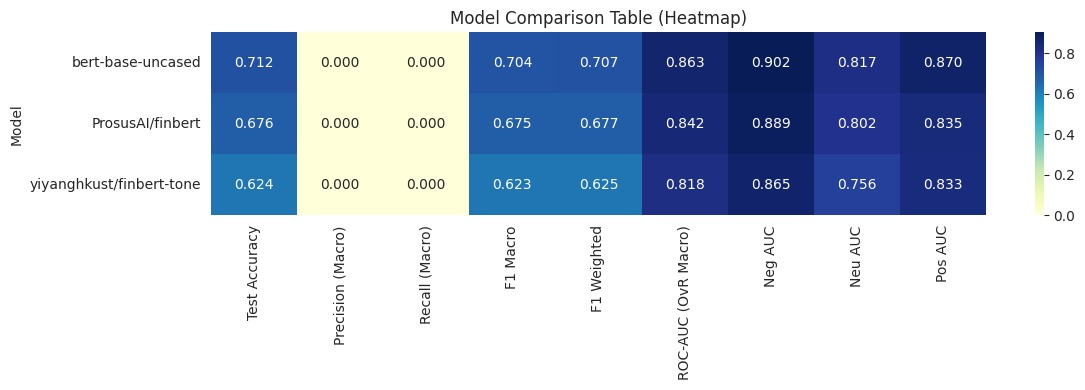 Model Comparison Table (Heatmap)
Model
bert-base-uncased 0.712 0.000 0.000 0.704 0.707 0.863 0.902 0.817 0.870
ProsusAI/finbert 0.676 0.000 0.000 0.675 0.677 0.842 0.889 0.802 0.835
yiyanghkust/finbert-tone 0.624 0.000 0.000 0.623 0.625 0.818 0.865 0.756 0.833
Test Accuracy
Precision (Macro)
Recall (Macro)
F1 Macro
F1 Weighted
ROC-AUC (OvR Macro)
Neg AUC
Neu AUC
Pos AUC
0.8
0.6
0.4
0.2
0.0